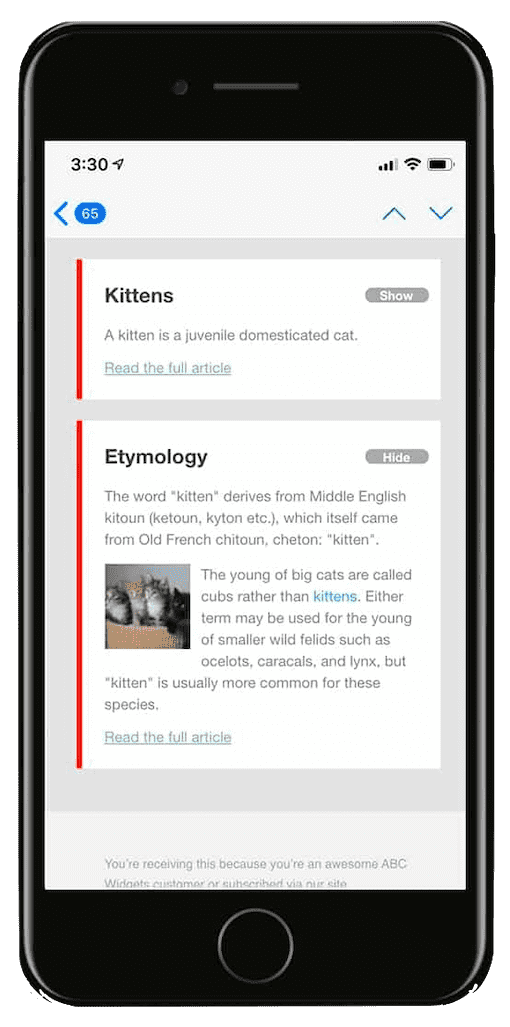 3:30
65
Kittens
Show
A kitten is a juvenile domesticated cat.
Read the full article
Etymology
Hide
The word "kitten" derives from Middle English
kitoun (ketoun, kyton etc.), which itself came
from Old French chitoun, cheton: "kitten".
The young of big cats are called
cubs rather than kittens. Either
term may be used for the young
of smaller wild felids such as
ocelots, caracals, and lynx, but
"kitten" is usually more common for these
species.
Read the full article
You're receiving this because you're an awesome ABC
Widgets customer or subscribed via our site